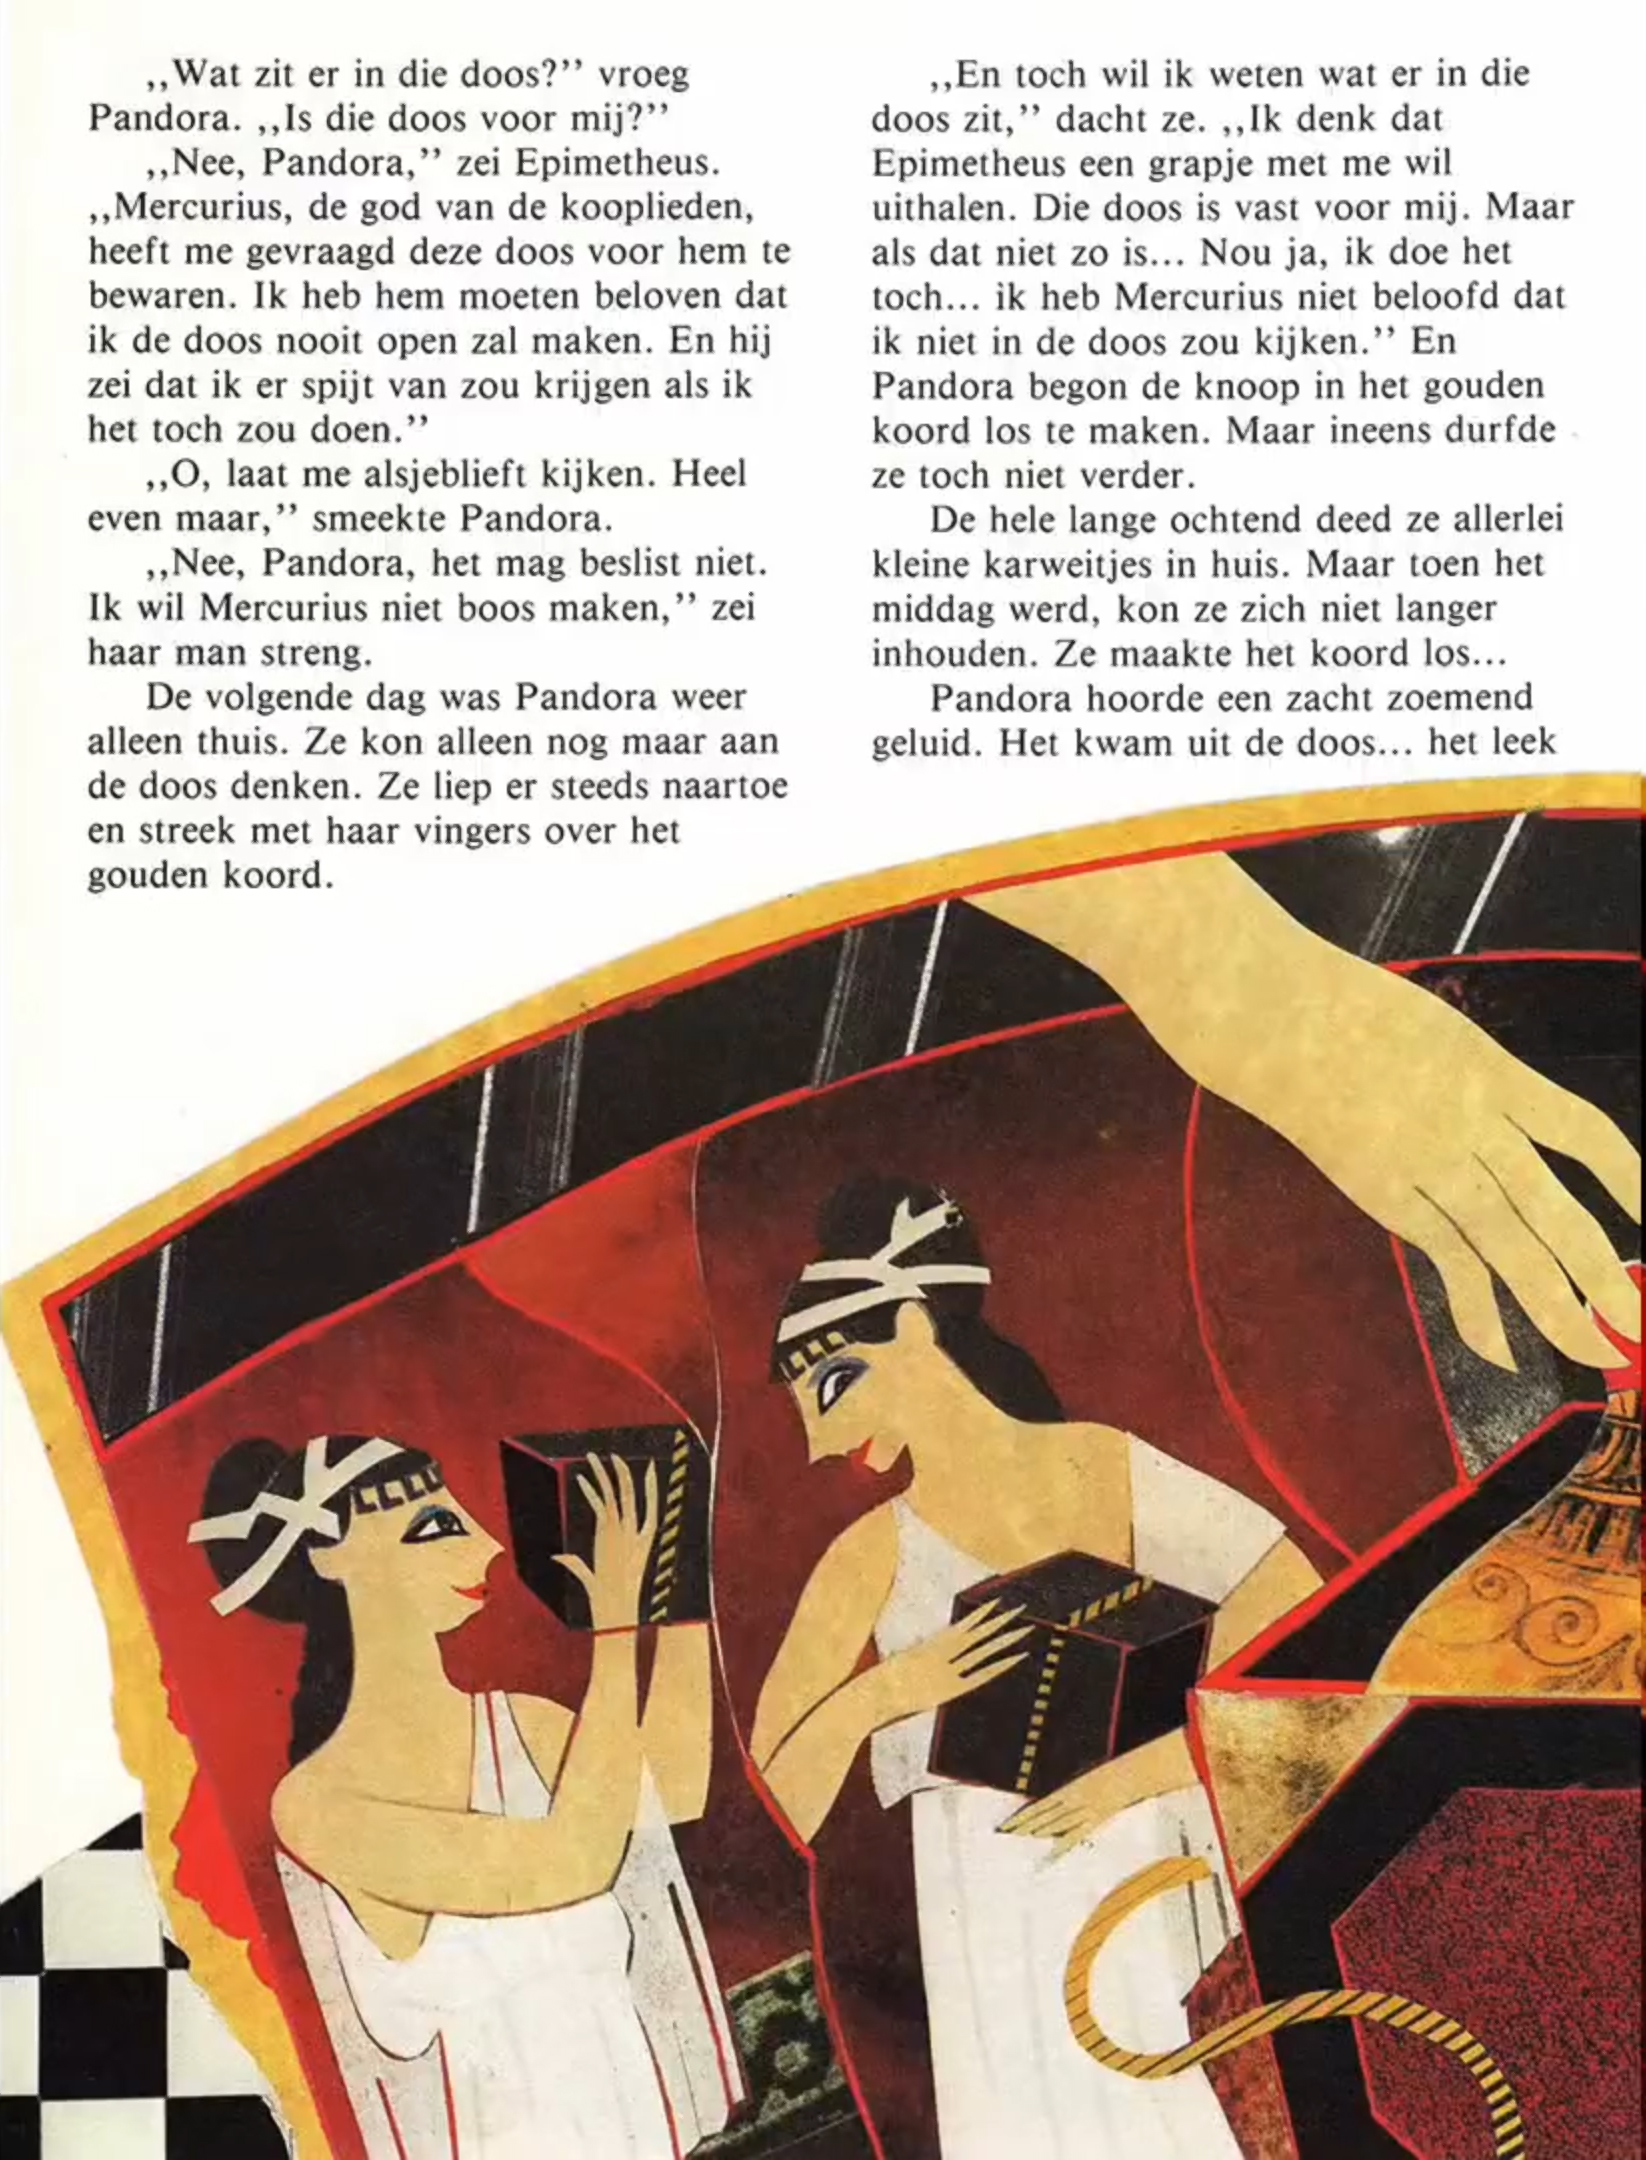 ,,Wat zit er in die doos?’’ vroeg
Pandora. ,,Is die doos voor mij?’’
,,Nee, Pandora,’’ zei Epimetheus.
,,Mercurius, de god van de kooplieden,
heeft me gevraagd deze doos voor hem te
bewaren. Ik heb hem moeten beloven dat
ik de doos nooit open zal maken. En hij
zei dat ik er spijt van zou krijgen als ik
het toch zou doen.’’
,,O, laat me alsjeblieft kijken. Heel
even maar,’’ smeekte Pandora.
,,Nee, Pandora, het mag beslist niet.
Ik wil Mercurius niet boos maken,’’ zei
haar man streng.
De volgende dag was Pandora weer
alleen thuis. Ze kon alleen nog maar aan
de doos denken. Ze liep er steeds naartoe
en streek met haar vingers over het
gouden koord.
,,En toch wil ik weten wat er in die
doos zit,’’ dacht ze. ,,Ik denk dat
Epimetheus een grapje met me wil
uithalen. Die doos is vast voor mij. Maar
als dat niet zo is... Nou ja, ik doe het
toch... ik heb Mercurius niet beloofd dat
ik niet in de doos zou kijken.’’ En
Pandora begon de knoop in het gouden
koord los te maken. Maar ineens durfde
ze toch niet verder.
De hele lange ochtend deed ze allerlei
kleine karweitjes in huis. Maar toen het
middag werd, kon ze zich niet langer
inhouden. Ze maakte het koord los...
Pandora hoorde een zacht zoemend
geluid. Het kwam uit de doos... het leek